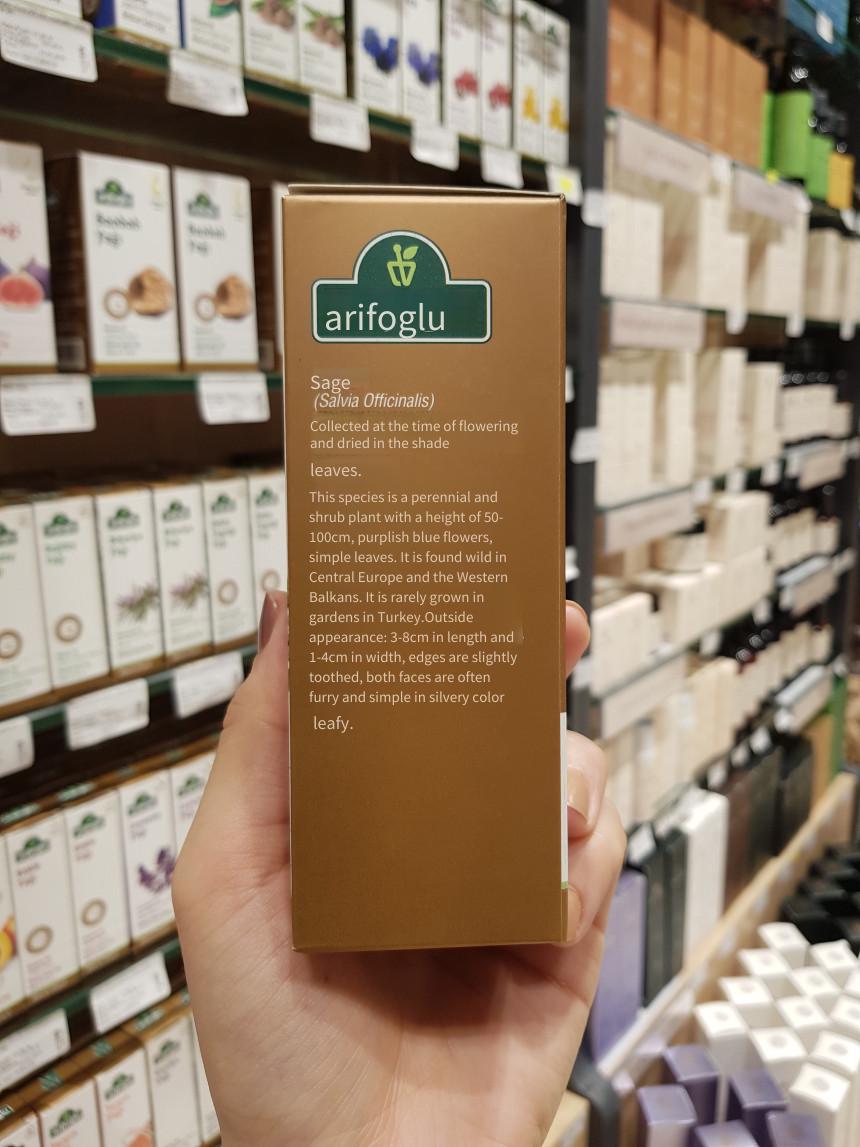 arifoglu
Sage
(Salvia Officinalis)
Collected at the time of flowering
and dried in the shade
leaves.
This species is a perennial and
shrub plant with a height of 50-
100cm, purplish blue flowers,
simple leaves. It is found wild in
Central Europe and the Western
Balkans. It is rarely grown in
gardens in Turkey.Outside
appearance: 3-8cm in length and
1-4cm in width, edges are slightly
toothed, both faces are often
furry and simple in silvery color
leafy.